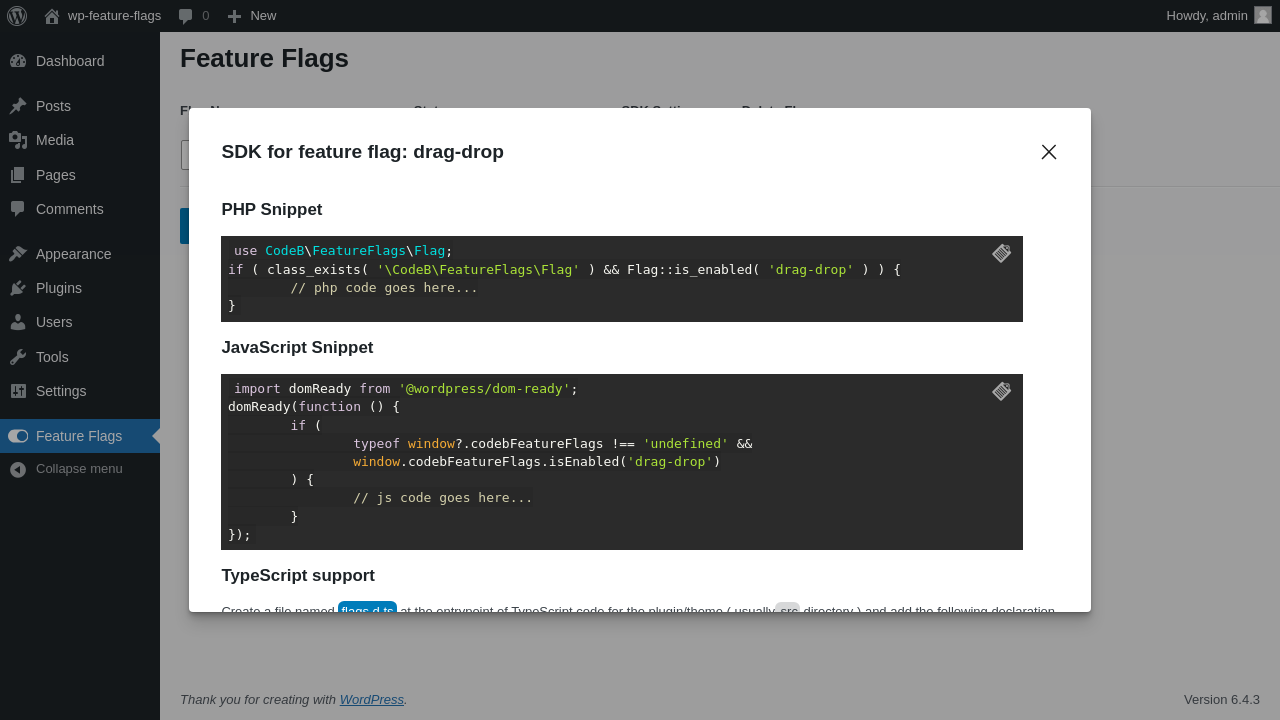 wp-feature-flags
0
New
Howdy, admin
Dashboard
Posts
Media
Pages
Comments
Appearance
Plugins
Users
Tools
Settings
Feature Flags
Collapse menu
Feature Flags
SDK for feature flag: drag-drop
PHP Snippet
use CodeB\FeatureFlags\Flag;
if ( class_exists( '\CodeB\FeatureFlags\Flag' ) && Flag::is_enabled( 'drag-drop' ) ) {
// php code goes here...
}
JavaScript Snippet
import domReady from '@wordpress/dom-ready';
domReady(function () {
if (
typeof window?.codebFeatureFlags !== 'undefined' &&
window.codebFeatureFlags.isEnabled('drag-drop')
) {
// js code goes here...
}
});
TypeScript support
Create a file named flags.d.ts at the entrypoint of TypeScript code for the plugin/theme ( usually src directory ) and add the following declaration
Thank you for creating with WordPress.
Version 6.4.3